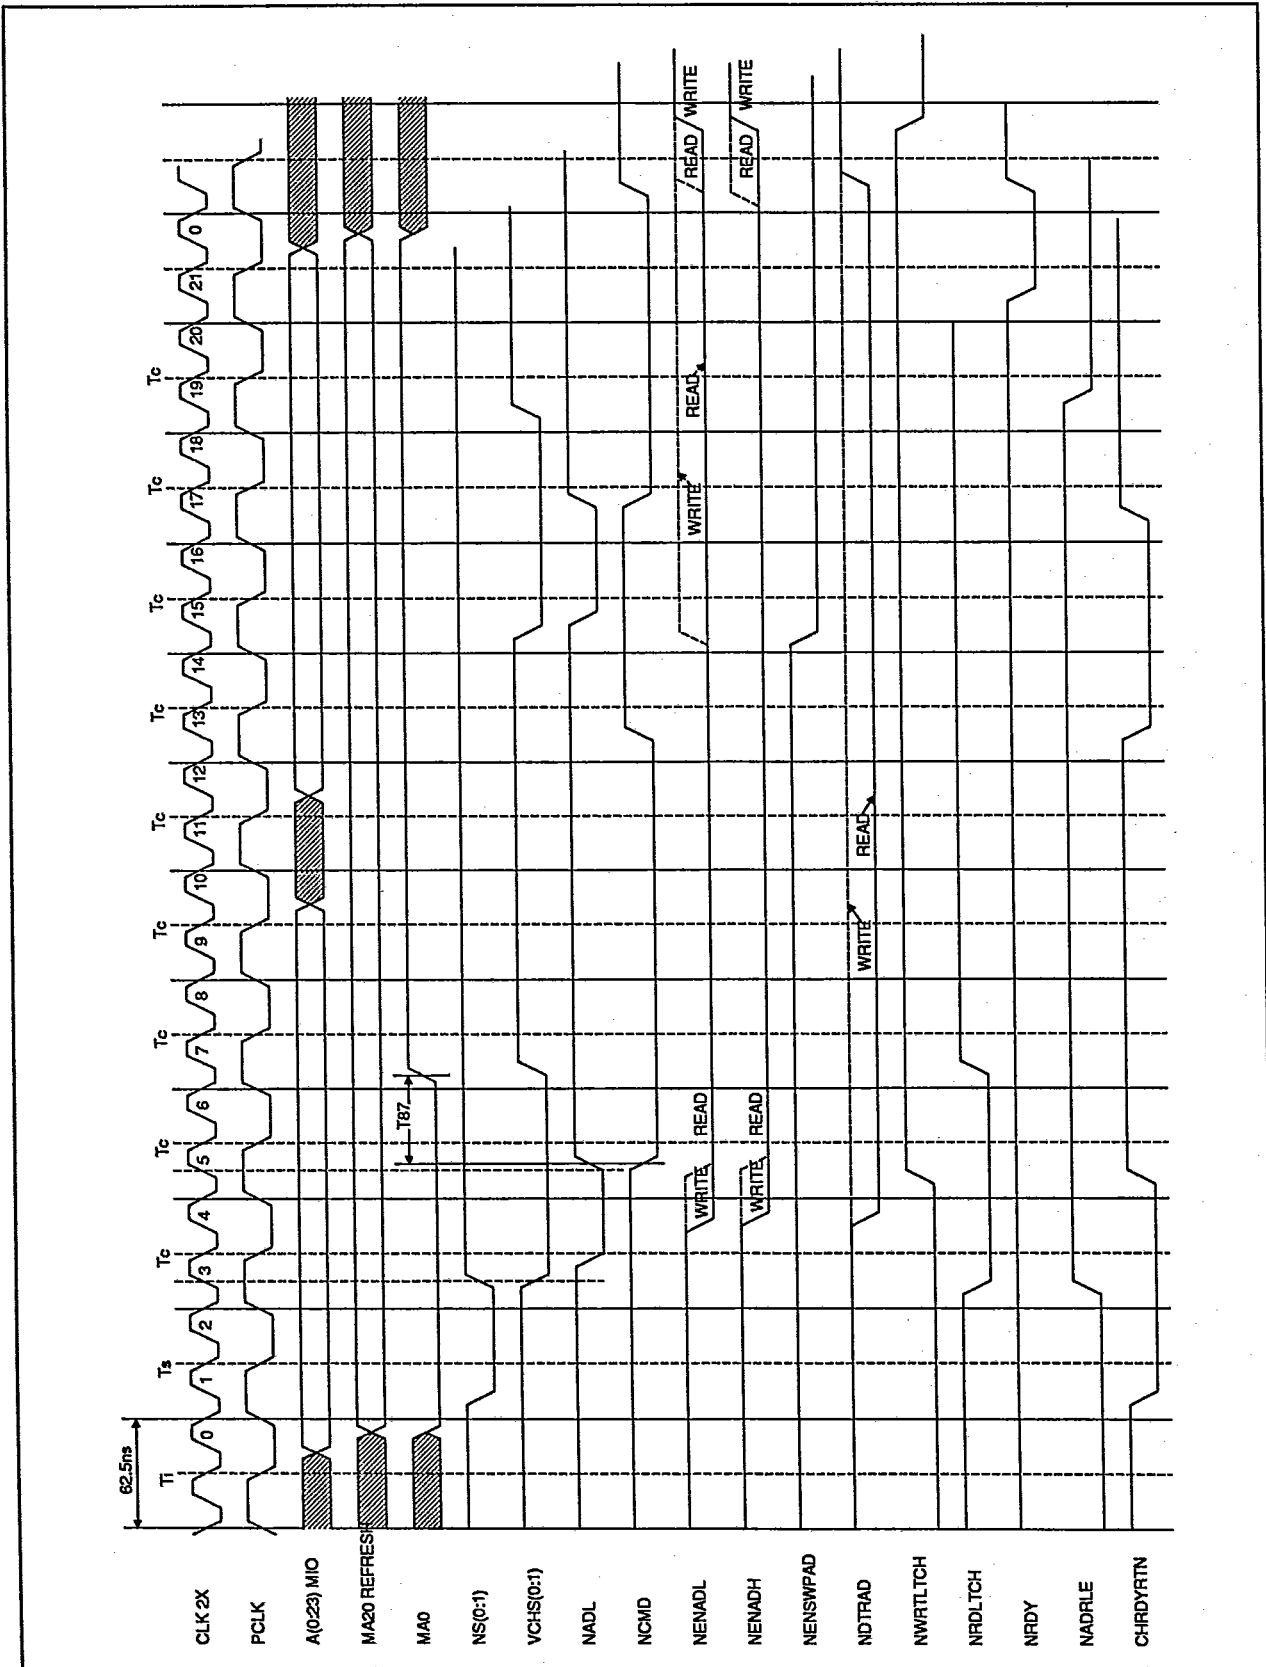 62.5ns
Ti Ts Tc Tc Tc Tc Tc Tc Tc Tc Tc
CLK 2X 0 1 2 3 4 5 6 7 8 9 10 11 12 13 14 15 16 17 18 19 20 21 0
PCLK
A(0:23) MIO
MA20 REFRESH
MA0 T87
NS(0:1)
VCHS(0:1)
NADL
NCMD
NENADL WRITE READ WRITE READ READ WRITE
NENADH WRITE READ READ WRITE
NENSWPAD
NDTRAD WRITE READ
NWRTLTCH
NRDLTCH
NRDY
NADRLE
CHRDYRTN